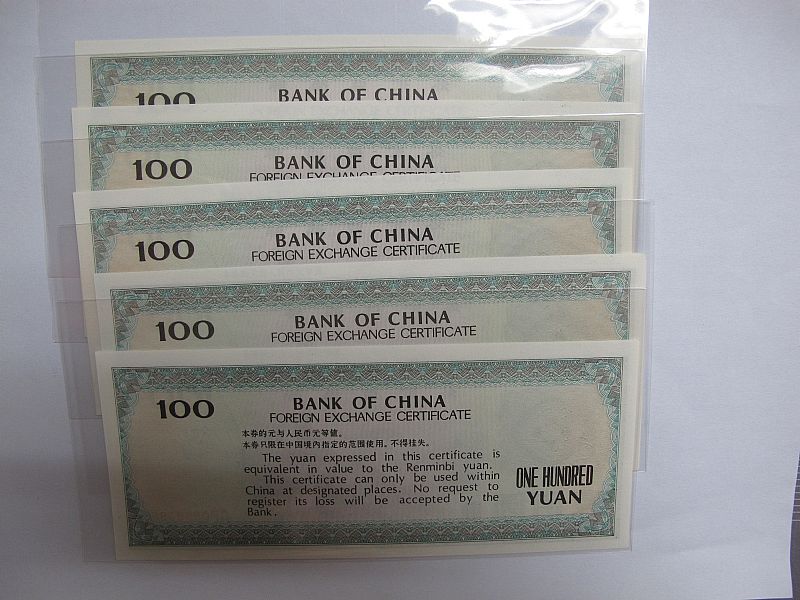 100
BANK OF CHINA
100
BANK OF CHINA
FOREIGN EXCHANGE CERTIFICATE
100
BANK OF CHINA
FOREIGN EXCHANGE CERTIFICATE
100
BANK OF CHINA
FOREIGN EXCHANGE CERTIFICATE
100
BANK OF CHINA
FOREIGN EXCHANGE CERTIFICATE
本券的元与人民币元等值。
本券只限在中国境内指定的范围使用。不得挂失。
The yuan expressed in this certificate is
equivalent in value to the Renminbi yuan.
This certificate can only be used within
China at designated places. No request to
register its loss will be accepted by the
Bank.
ONE HUNDRED
YUAN